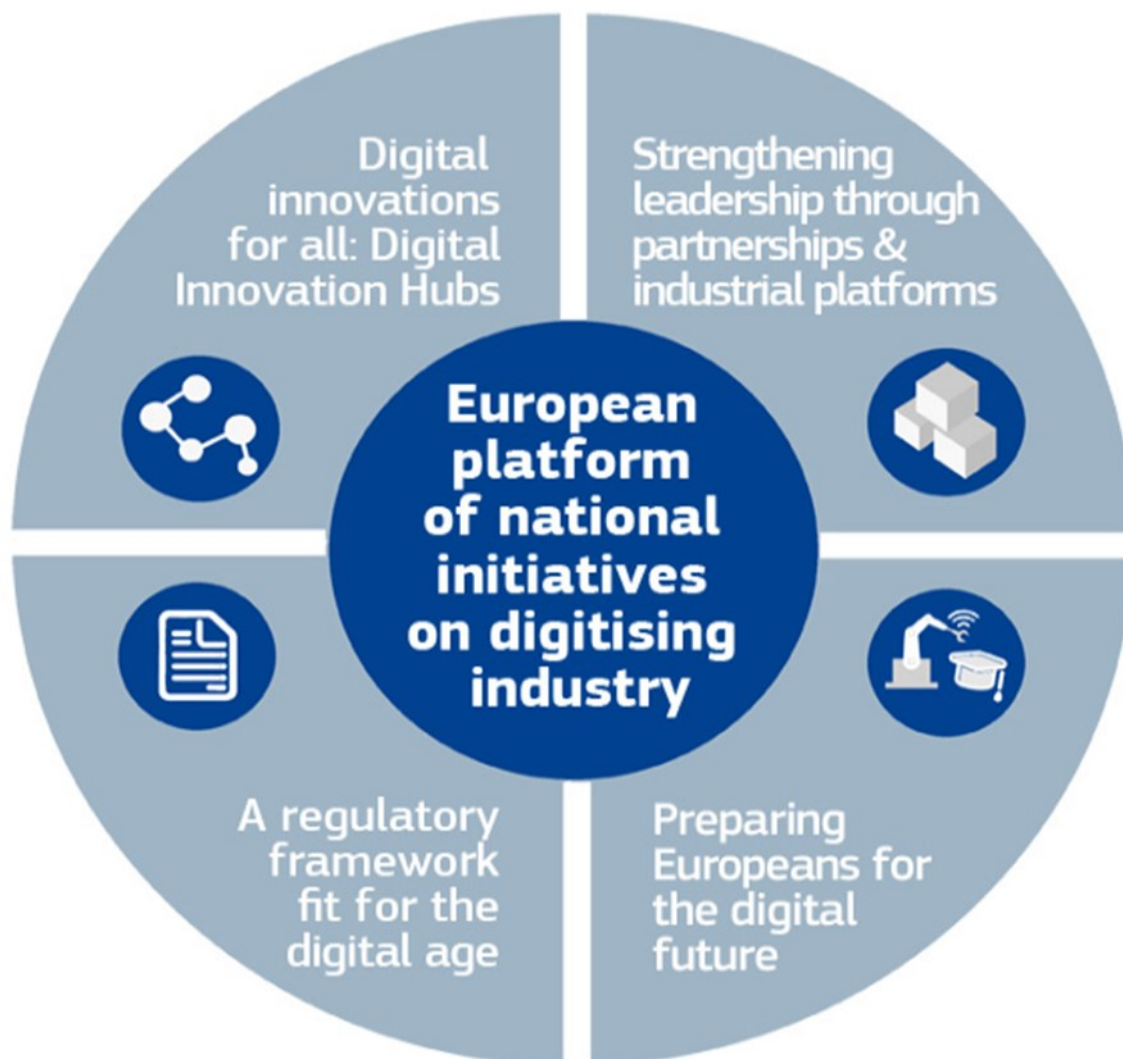 Digital
innovations
for all: Digital
Innovation Hubs
Strengthening
leadership through
partnerships &
industrial platforms
European
platform
of national
initiatives
on digitising
industry
A regulatory
framework
fit for the
digital age
Preparing
Europeans for
the digital
future